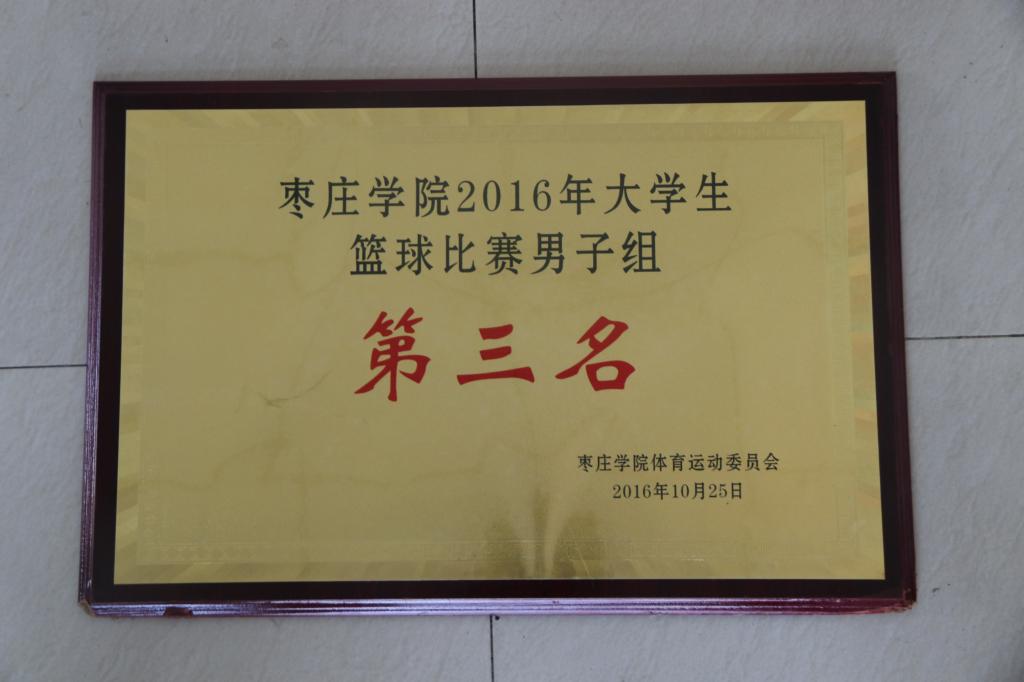 枣庄学院2016年大学生
篮球比赛男子组
第三名
枣庄学院体育运动委员会
2016年10月25日